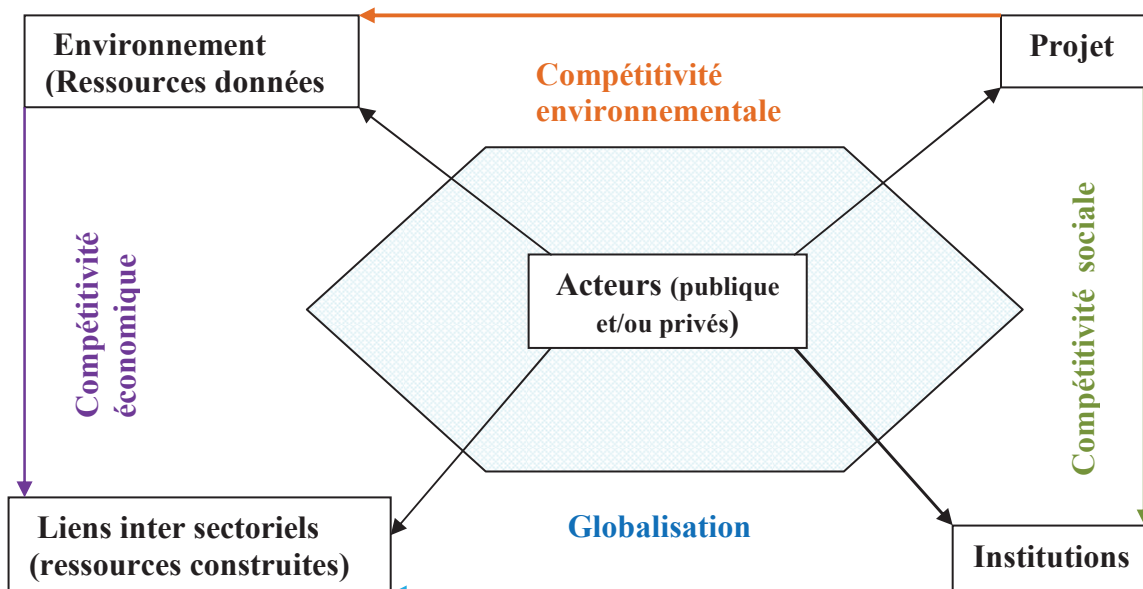 Environnement
(Ressources données
Projet
Compétitivité
environnementale
Compétitivité
économique
Acteurs (publique
et/ou privés)
Compétitivité sociale
Liens inter sectoriels
(ressources construites)
Globalisation
Institutions